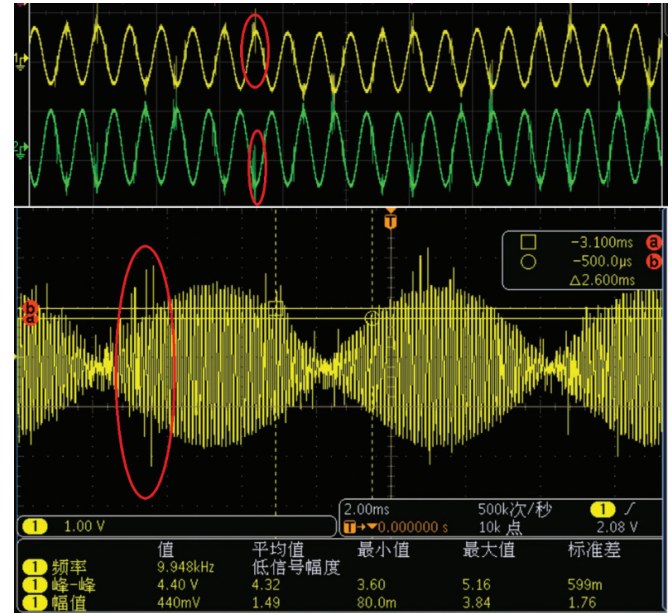 1
2
T
-3.100ms a
-500.0μs b
Δ2.600ms
b
a
1 1.00 V
2.00ms 500k次/秒 1 /
T→▼0.000000 s 10k 点 2.08 V
值 平均值 最小值 最大值 标准差
1 频率 9.948kHz 低信号幅度
1 峰-峰 4.40 V 4.32 3.60 5.16 599m
1 幅值 440mV 1.49 80.0m 3.84 1.76